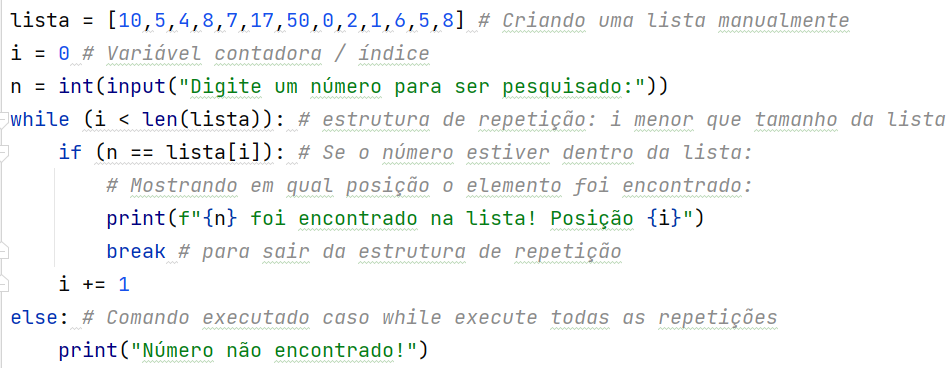 lista = [10,5,4,8,7,17,50,0,2,1,6,5,8] # Criando uma lista manualmente
i = 0 # Variável contadora / índice
n = int(input("Digite um número para ser pesquisado:"))
while (i < len(lista)): # estrutura de repetição: i menor que tamanho da lista
    if (n == lista[i]): # Se o número estiver dentro da lista:
        # Mostrando em qual posição o elemento foi encontrado:
        print(f"{n} foi encontrado na lista! Posição {i}")
        break # para sair da estrutura de repetição
    i += 1
else: # Comando executado caso while execute todas as repetições
    print("Número não encontrado!")